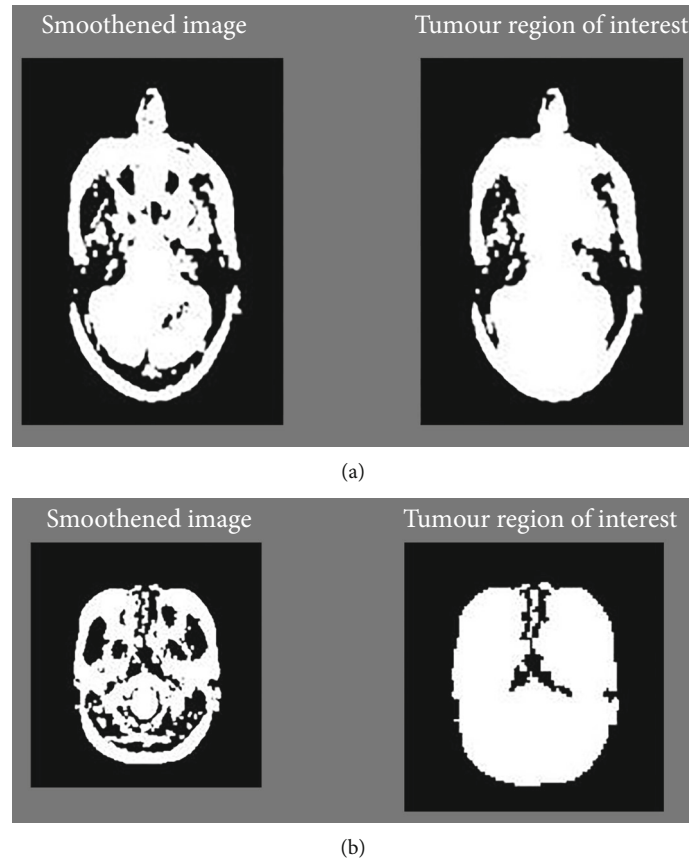 Smoothened image
Tumour region of interest
(a)
Smoothened image
Tumour region of interest
(b)